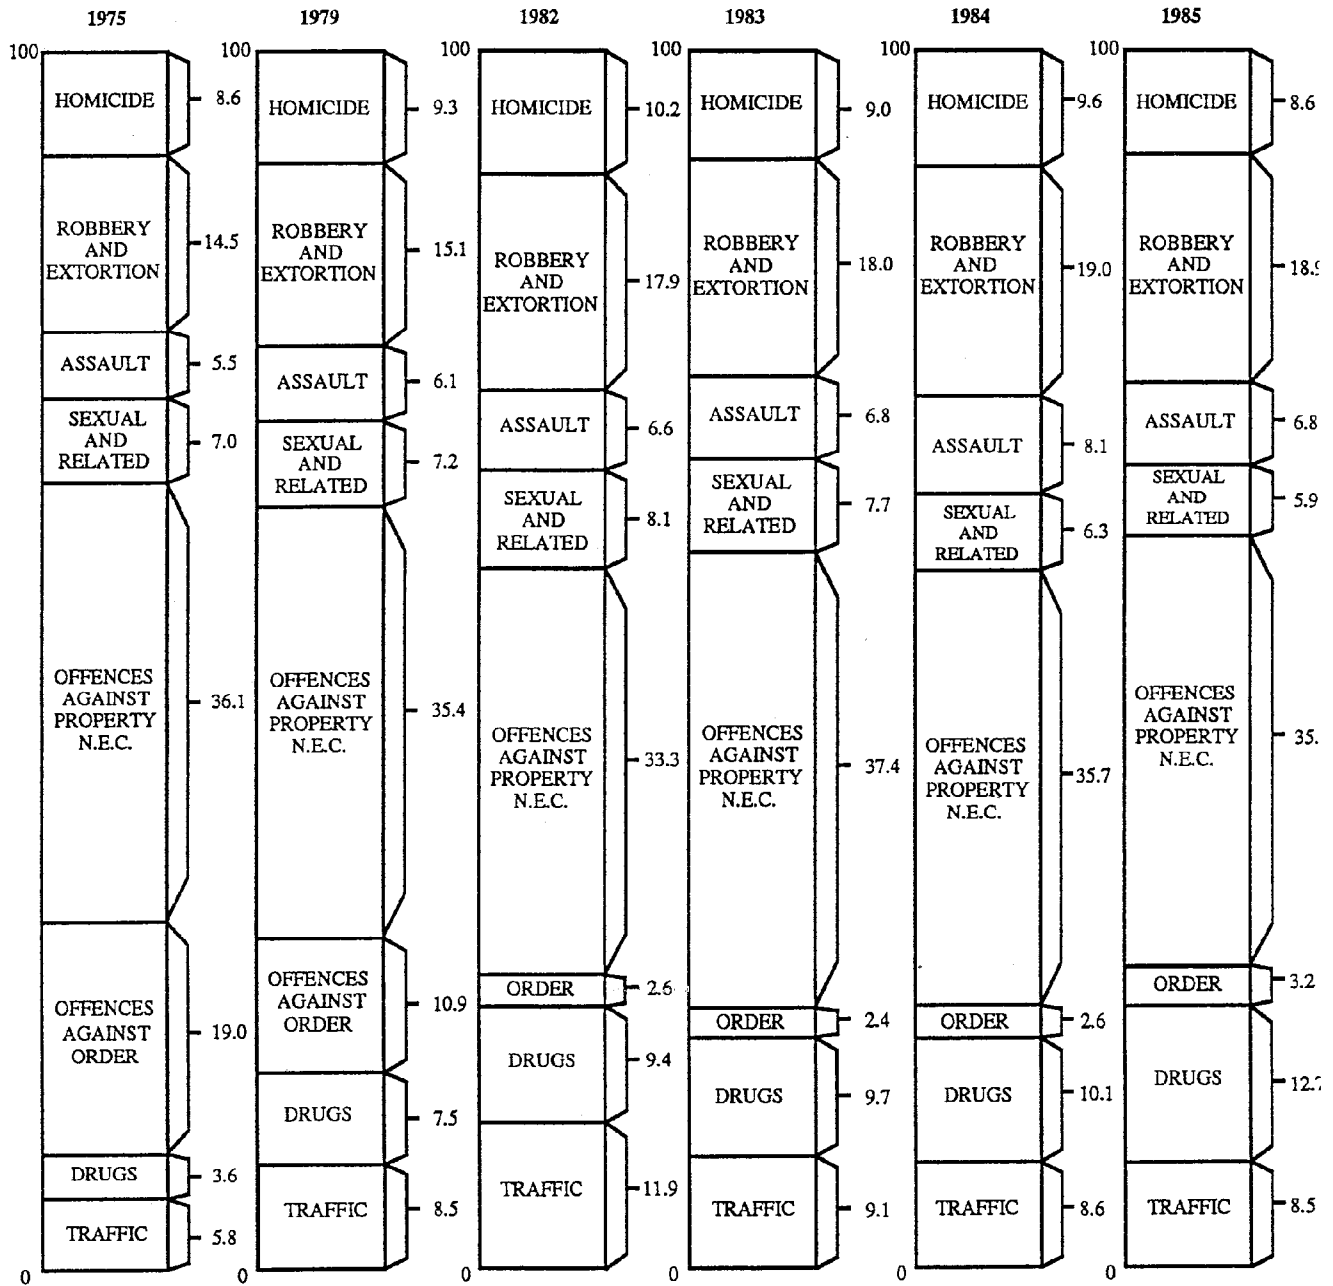 1975
100
HOMICIDE
8.6
ROBBERY
AND
EXTORTION
14.5
ASSAULT
5.5
SEXUAL
AND
RELATED
7.0
OFFENCES
AGAINST
PROPERTY
N.E.C.
36.1
OFFENCES
AGAINST
ORDER
19.0
DRUGS
3.6
TRAFFIC
5.8
0
1979
100
HOMICIDE
9.3
ROBBERY
AND
EXTORTION
15.1
ASSAULT
6.1
SEXUAL
AND
RELATED
7.2
OFFENCES
AGAINST
PROPERTY
N.E.C.
35.4
OFFENCES
AGAINST
ORDER
10.9
DRUGS
7.5
TRAFFIC
8.5
0
1982
100
HOMICIDE
10.2
ROBBERY
AND
EXTORTION
17.9
ASSAULT
6.6
SEXUAL
AND
RELATED
8.1
OFFENCES
AGAINST
PROPERTY
N.E.C.
33.3
ORDER
2.6
DRUGS
9.4
TRAFFIC
11.9
0
1983
100
HOMICIDE
9.0
ROBBERY
AND
EXTORTION
18.0
ASSAULT
6.8
SEXUAL
AND
RELATED
7.7
OFFENCES
AGAINST
PROPERTY
N.E.C.
37.4
ORDER
2.4
DRUGS
9.7
TRAFFIC
9.1
0
1984
100
HOMICIDE
9.6
ROBBERY
AND
EXTORTION
19.0
ASSAULT
8.1
SEXUAL
AND
RELATED
6.3
OFFENCES
AGAINST
PROPERTY
N.E.C.
35.7
ORDER
2.6
DRUGS
10.1
TRAFFIC
8.6
0
1985
100
HOMICIDE
8.6
ROBBERY
AND
EXTORTION
18.9
ASSAULT
6.8
SEXUAL
AND
RELATED
5.9
OFFENCES
AGAINST
PROPERTY
N.E.C.
35.
ORDER
3.2
DRUGS
12.7
TRAFFIC
8.5
0